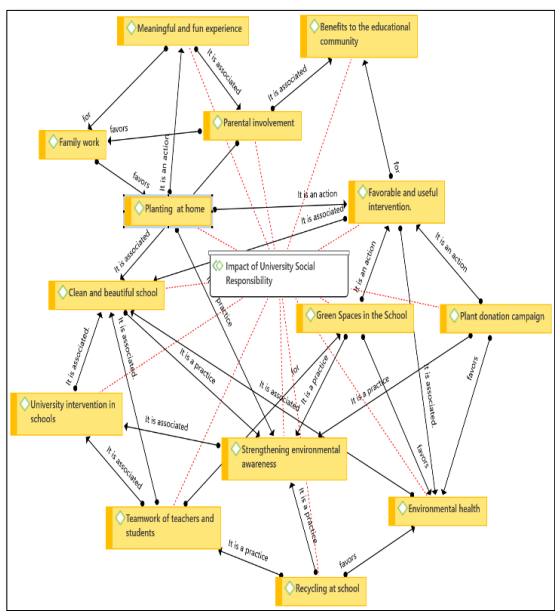 Meaningful and fun experience
Benefits to the educational
community
It is associated
It is associated
for
Parental involvement
favors
Family work
It is an action
for
favors
Planting at home
It is an action
Favorable and useful
intervention.
It is associated
It is associated
Impact of University Social
Responsibility
It is an action
It is an action
Clean and beautiful school
practice
Green Spaces in the School
Plant donation campaign
It is associated.
It is a practice
It is associated.
It is associated
for
It is a practice
It is a practice
It is associated.
favors
University intervention in
schools
It is associated
favors
Strengthening environmental
awareness
It is associated
Teamwork of teachers and
students
It is a practice
Environmental health
It is a practice
favors
Recycling at school